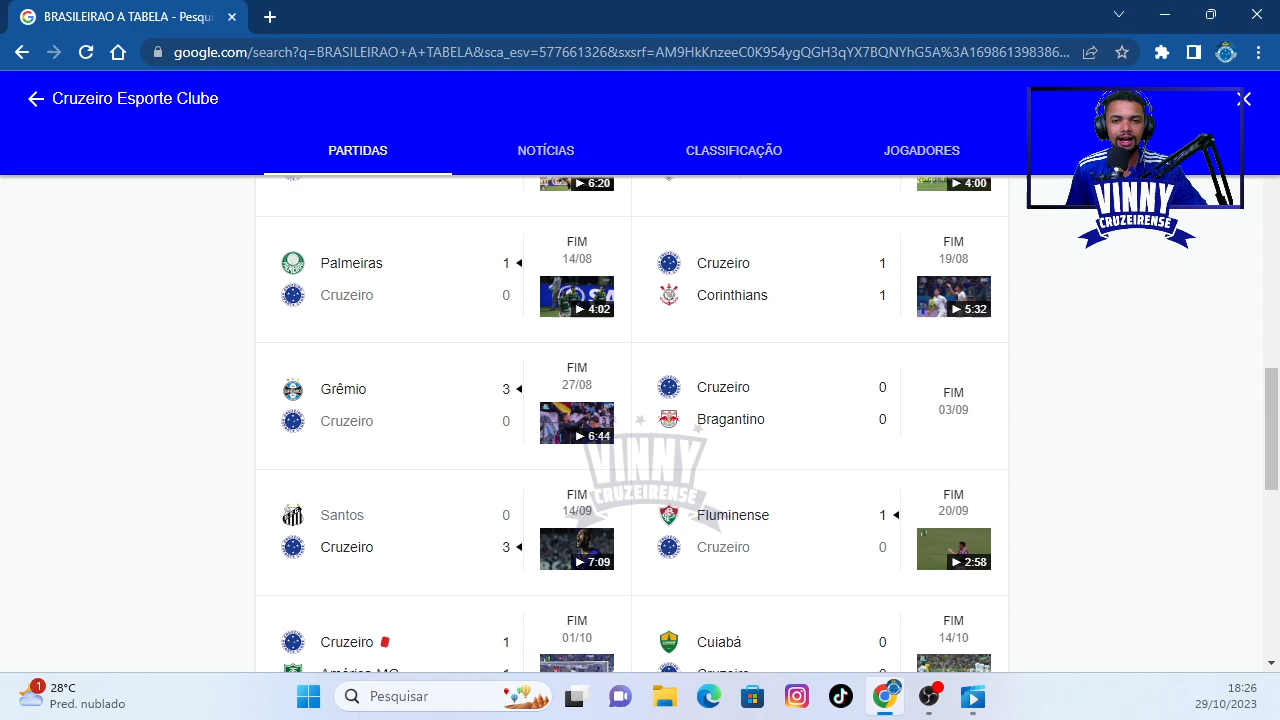 BRASILEIRAO A TABELA - Pesqui
google.com/search?q=BRASILEIRAO+A+TABELA&sca_esv=577661326&sxsrf=AM9HkKnzeeC0K954ygQGH3qYX7BQNYhG5A%3A169861398386...
Cruzeiro Esporte Clube
PARTIDAS NOTÍCIAS CLASSIFICAÇÃO JOGADORES
VINNY
CRUZEIRENSE
6:20
4:00
Palmeiras 1
Cruzeiro 0
FIM
14/08
4:02
Cruzeiro 1
Corinthians 1
FIM
19/08
5:32
Grêmio 3
Cruzeiro 0
FIM
27/08
6:44
Cruzeiro 0
Bragantino 0
FIM
03/09
VINNY
CRUZEIRENSE
Santos 0
Cruzeiro 3
FIM
14/09
7:09
Fluminense 1
Cruzeiro 0
FIM
20/09
2:58
Cruzeiro 1
FIM
01/10
Cuiabá 0
FIM
14/10
1
28°C
Pred. nublado
Pesquisar
18:26
29/10/2023